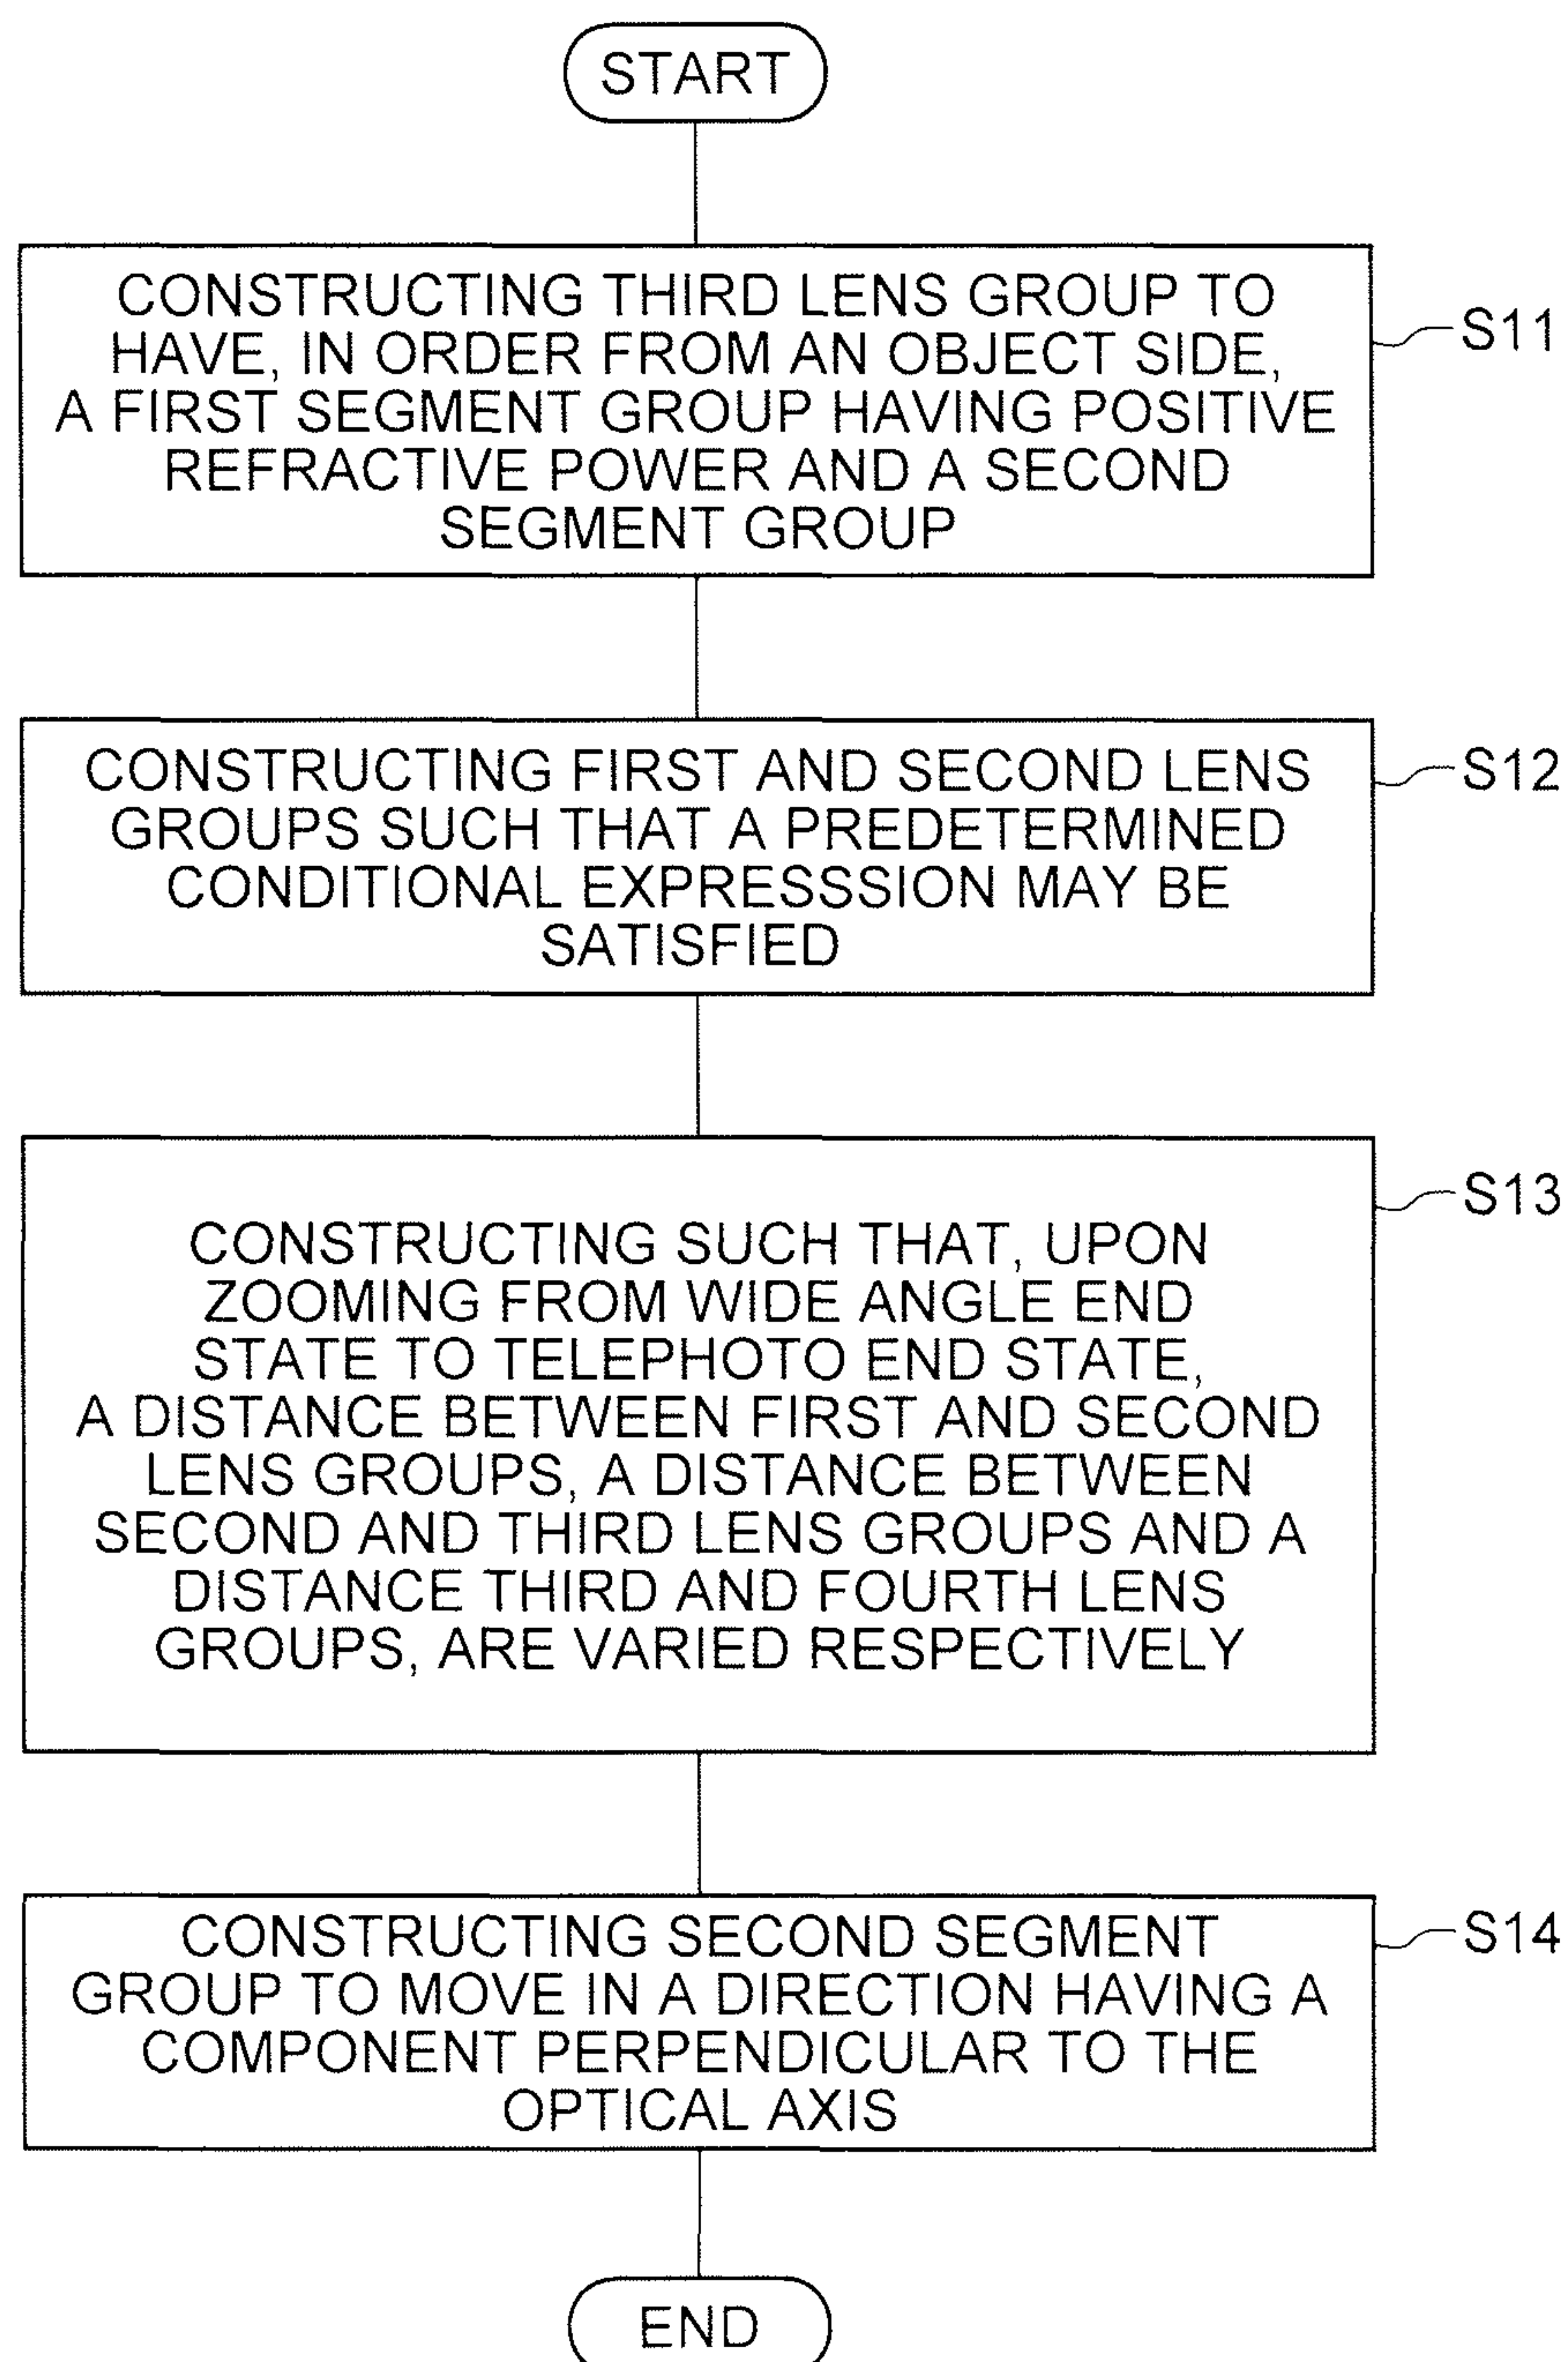 START
CONSTRUCTING THIRD LENS GROUP TO
HAVE, IN ORDER FROM AN OBJECT SIDE,
A FIRST SEGMENT GROUP HAVING POSITIVE
REFRACTIVE POWER AND A SECOND
SEGMENT GROUP
S11
CONSTRUCTING FIRST AND SECOND LENS
GROUPS SUCH THAT A PREDETERMINED
CONDITIONAL EXPRESSSION MAY BE
SATISFIED
S12
CONSTRUCTING SUCH THAT, UPON
ZOOMING FROM WIDE ANGLE END
STATE TO TELEPHOTO END STATE,
A DISTANCE BETWEEN FIRST AND SECOND
LENS GROUPS, A DISTANCE BETWEEN
SECOND AND THIRD LENS GROUPS AND A
DISTANCE THIRD AND FOURTH LENS
GROUPS, ARE VARIED RESPECTIVELY
S13
CONSTRUCTING SECOND SEGMENT
GROUP TO MOVE IN A DIRECTION HAVING A
COMPONENT PERPENDICULAR TO THE
OPTICAL AXIS
S14
END